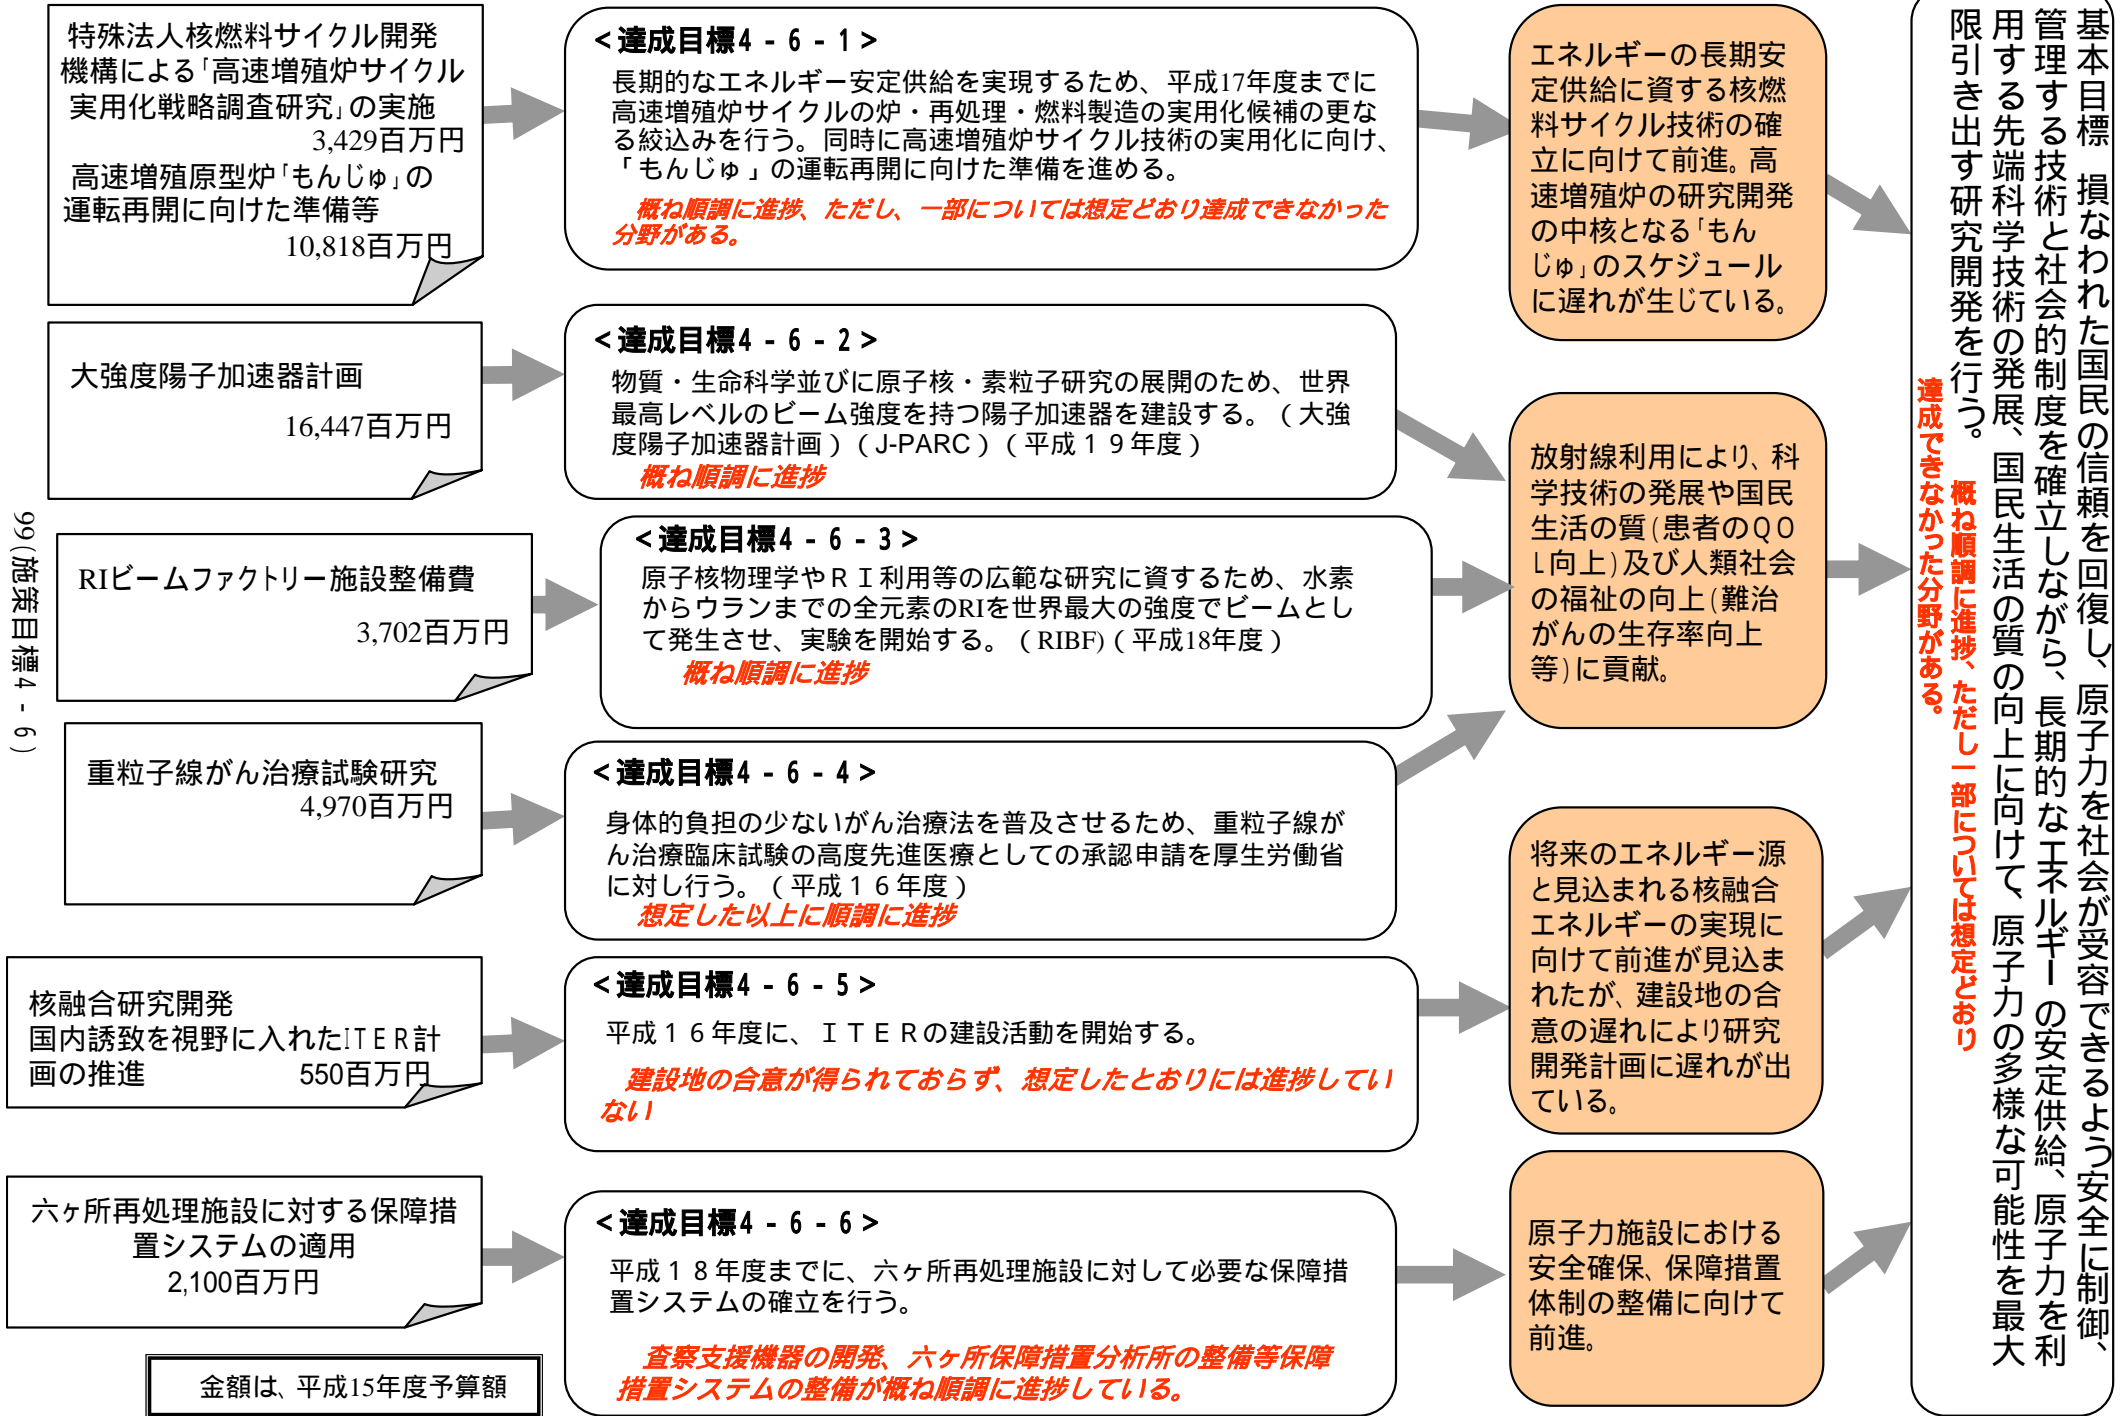 特殊法人核燃料サイクル開発
機構による「高速増殖炉サイクル
実用化戦略調査研究」の実施
3,429百万円
高速増殖原型炉「もんじゅ」の
運転再開に向けた準備等
10,818百万円
<達成目標4-6-1>
長期的なエネルギー安定供給を実現するため、平成17年度までに
高速増殖炉サイクルの炉・再処理・燃料製造の実用化候補の更な
る絞込みを行う。同時に高速増殖炉サイクル技術の実用化に向け、
「もんじゅ」の運転再開に向けた準備を進める。
概ね順調に進捗、ただし、一部については想定どおり達成できなかった
分野がある。
エネルギーの長期安
定供給に資する核燃
料サイクル技術の確
立に向けて前進。高
速増殖炉の研究開発
の中核となる「もん
じゅ」のスケジュール
に遅れが生じている。
大強度陽子加速器計画
16,447百万円
<達成目標4-6-2>
物質・生命科学並びに原子核・素粒子研究の展開のため、世界
最高レベルのビーム強度を持つ陽子加速器を建設する。(大強
度陽子加速器計画)(J-PARC)(平成19年度)
概ね順調に進捗
RIビームファクトリー施設整備費
3,702百万円
<達成目標4-6-3>
原子核物理学やRI利用等の広範な研究に資するため、水素
からウランまでの全元素のRIを世界最大の強度でビームとし
て発生させ、実験を開始する。(RIBF)(平成18年度)
概ね順調に進捗
放射線利用により、科
学技術の発展や国民
生活の質(患者のQO
L向上)及び人類社会
の福祉の向上(難治
がんの生存率向上
等)に貢献。
重粒子線がん治療試験研究
4,970百万円
<達成目標4-6-4>
身体的負担の少ないがん治療法を普及させるため、重粒子線が
ん治療臨床試験の高度先進医療としての承認申請を厚生労働省
に対し行う。(平成16年度)
想定した以上に順調に進捗
核融合研究開発
国内誘致を視野に入れたITER計
画の推進 550百万円
<達成目標4-6-5>
平成16年度に、ITERの建設活動を開始する。
建設地の合意が得られておらず、想定したとおりには進捗してい
ない
将来のエネルギー源
と見込まれる核融合
エネルギーの実現に
向けて前進が見込ま
れたが、建設地の合
意の遅れにより研究
開発計画に遅れが出
ている。
六ヶ所再処理施設に対する保障措
置システムの適用
2,100百万円
<達成目標4-6-6>
平成18年度までに、六ヶ所再処理施設に対して必要な保障措
置システムの確立を行う。
査察支援機器の開発、六ヶ所保障措置分析所の整備等保障
措置システムの整備が概ね順調に進捗している。
原子力施設における
安全確保、保障措置
体制の整備に向けて
前進。
金額は、平成15年度予算額
基本目標 損なわれた国民の信頼を回復し、原子力を社会が受容できるよう安全に制御、
管理する技術と社会的制度を確立しながら、長期的なエネルギーの安定供給、原子力を利
用する先端科学技術の発展、国民生活の質の向上に向けて、原子力の多様な可能性を最大
限引き出す研究開発を行う。
概ね順調に進捗、ただし一部については想定どおり
達成できなかった分野がある。
99(施策目標4-6)